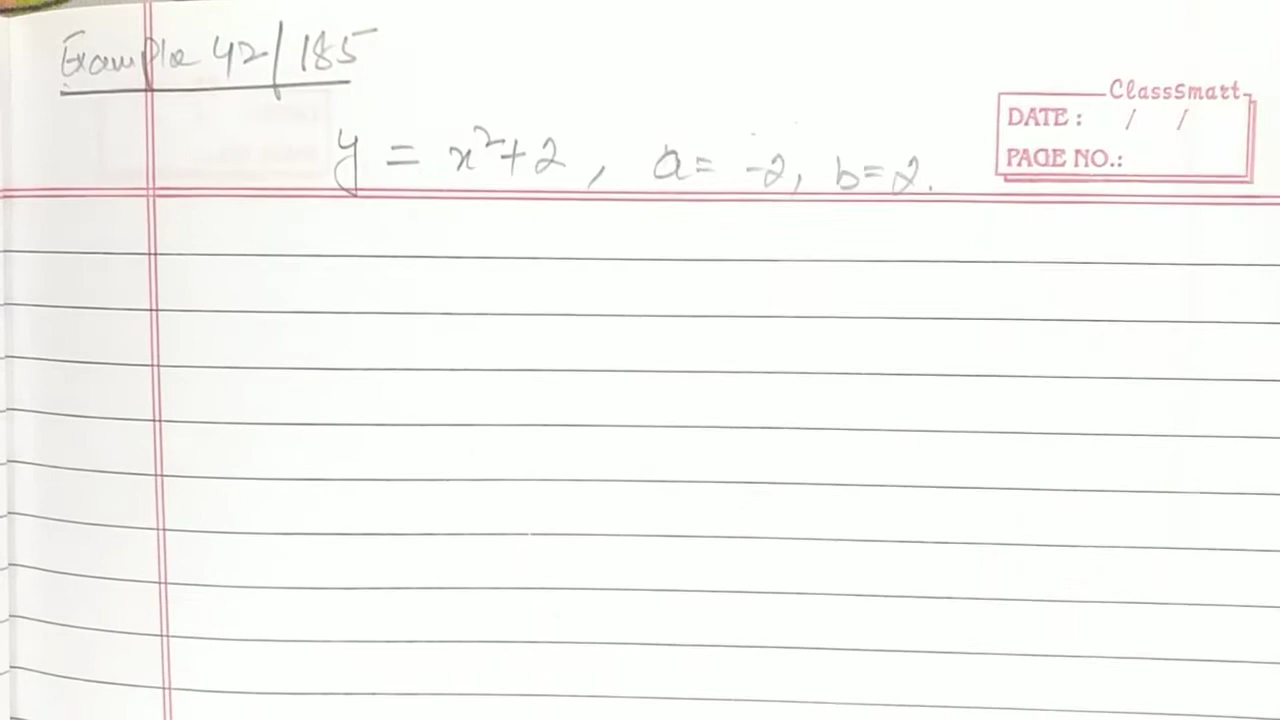 Example 42/185
ClassSmart
DATE: / /
PAGE NO.:
y = x²+2, a= -2, b=2.